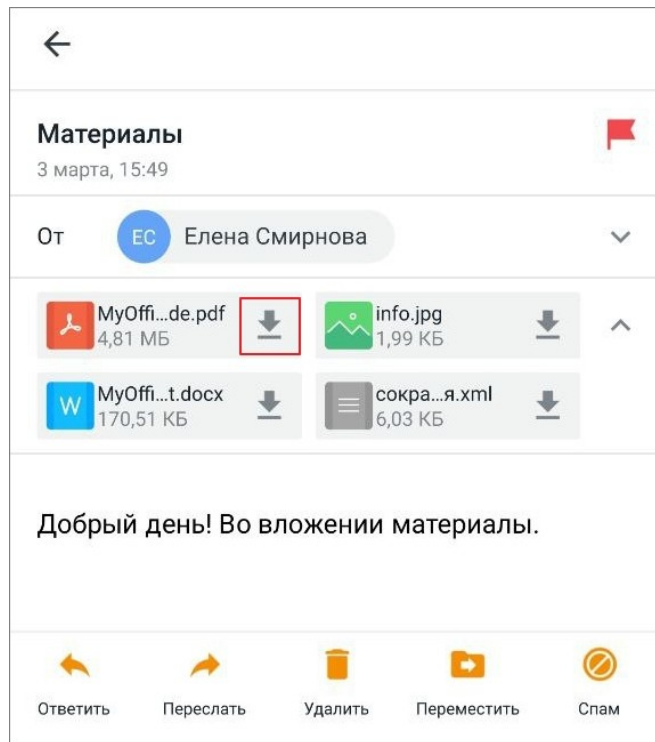 Материалы
3 марта, 15:49
От ЕС Елена Смирнова
MyOffi...de.pdf
4,81 МБ
info.jpg
1,99 КБ
W MyOffi...t.docx
170,51 КБ
сокра...я.xml
6,03 КБ
Добрый день! Во вложении материалы.
Ответить Переслать Удалить Переместить Спам